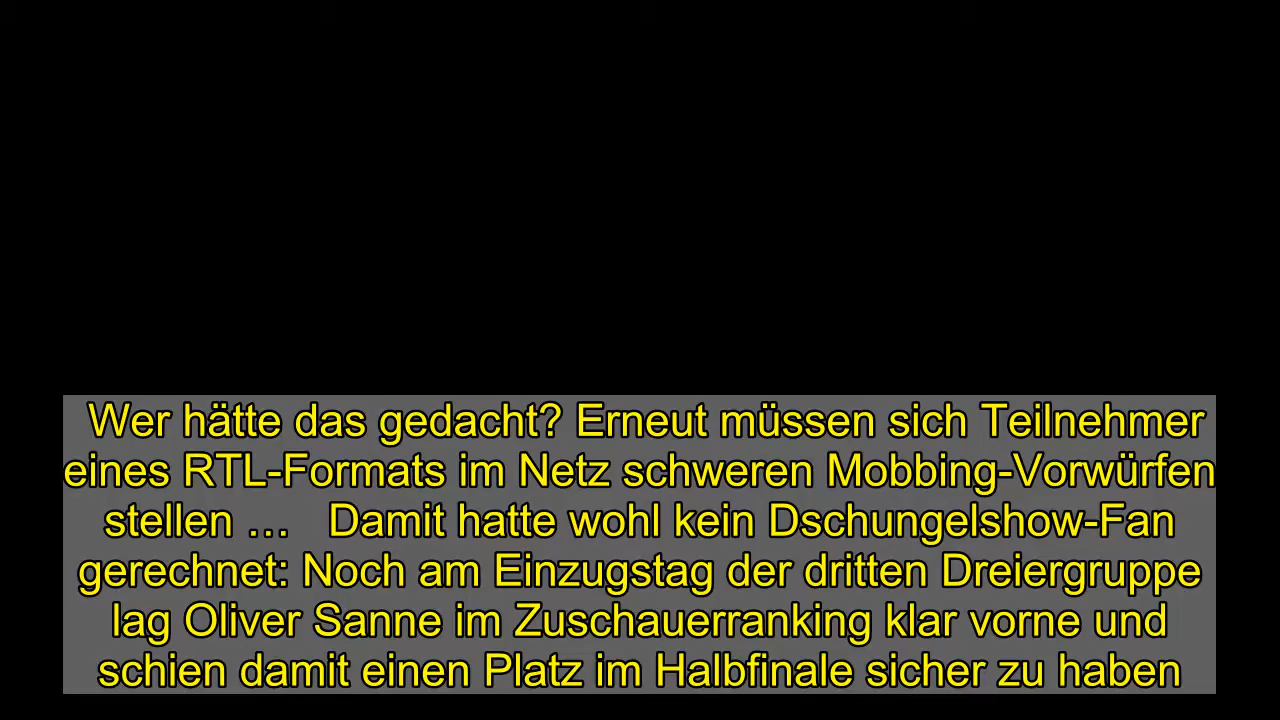 Wer hätte das gedacht? Erneut müssen sich Teilnehmer
eines RTL-Formats im Netz schweren Mobbing-Vorwürfen
stellen … Damit hatte wohl kein Dschungelshow-Fan
gerechnet: Noch am Einzugstag der dritten Dreiergruppe
lag Oliver Sanne im Zuschauerranking klar vorne und
schien damit einen Platz im Halbfinale sicher zu haben